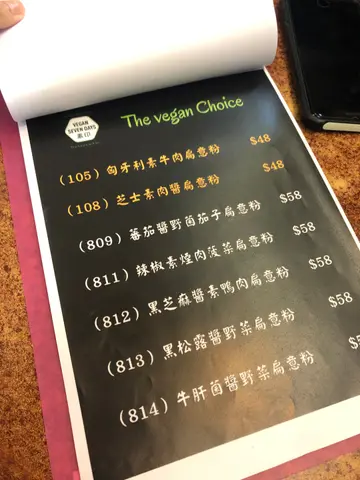 VEGAN
SEVEN DAYS
素印
The vegan Choice
(105)匈牙利素牛肉扁意粉 $48
(108) 芝士素肉醬扁意粉 $48
(809) 蕃茄醬野菌茄子扁意粉 $58
(811) 辣椒素煙肉菠菜扁意粉 $58
(812) 黑芝麻醬素鴨肉扁意粉 $58
(813) 黑松露醬野菜扁意粉 $58
(814) 牛肝菌醬野菜扁意粉